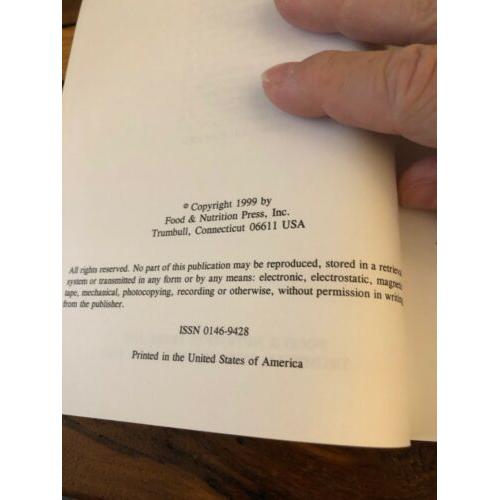 © Copyright 1999 by
Food & Nutrition Press, Inc.
Trumbull, Connecticut 06611 USA
All rights reserved. No part of this publication may be reproduced, stored in a retrieva
system or transmitted in any form or by any means: electronic, electrostatic, magnetic
tape, mechanical, photocopying, recording or otherwise, without permission in writing
from the publisher.
ISSN 0146-9428
Printed in the United States of America